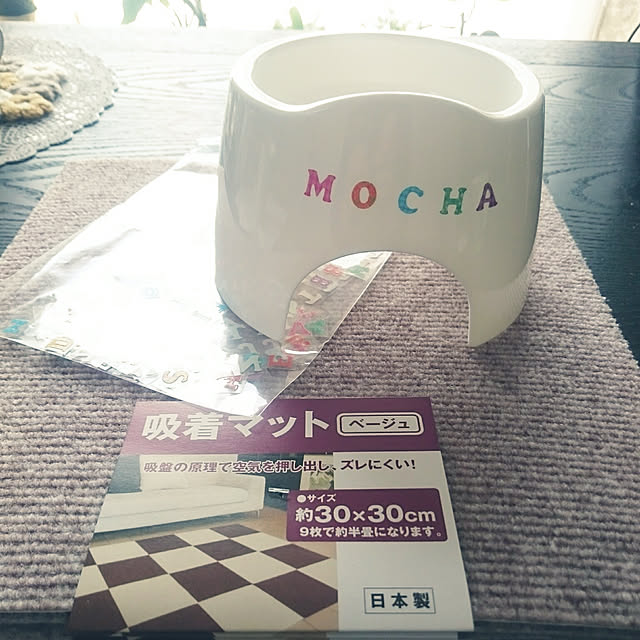 MOCHA
吸着マット ベージュ
吸盤の原理で空気を押し出し、ズレにくい!
●サイズ
約30×30cm
9枚で約半畳になります。
日本製